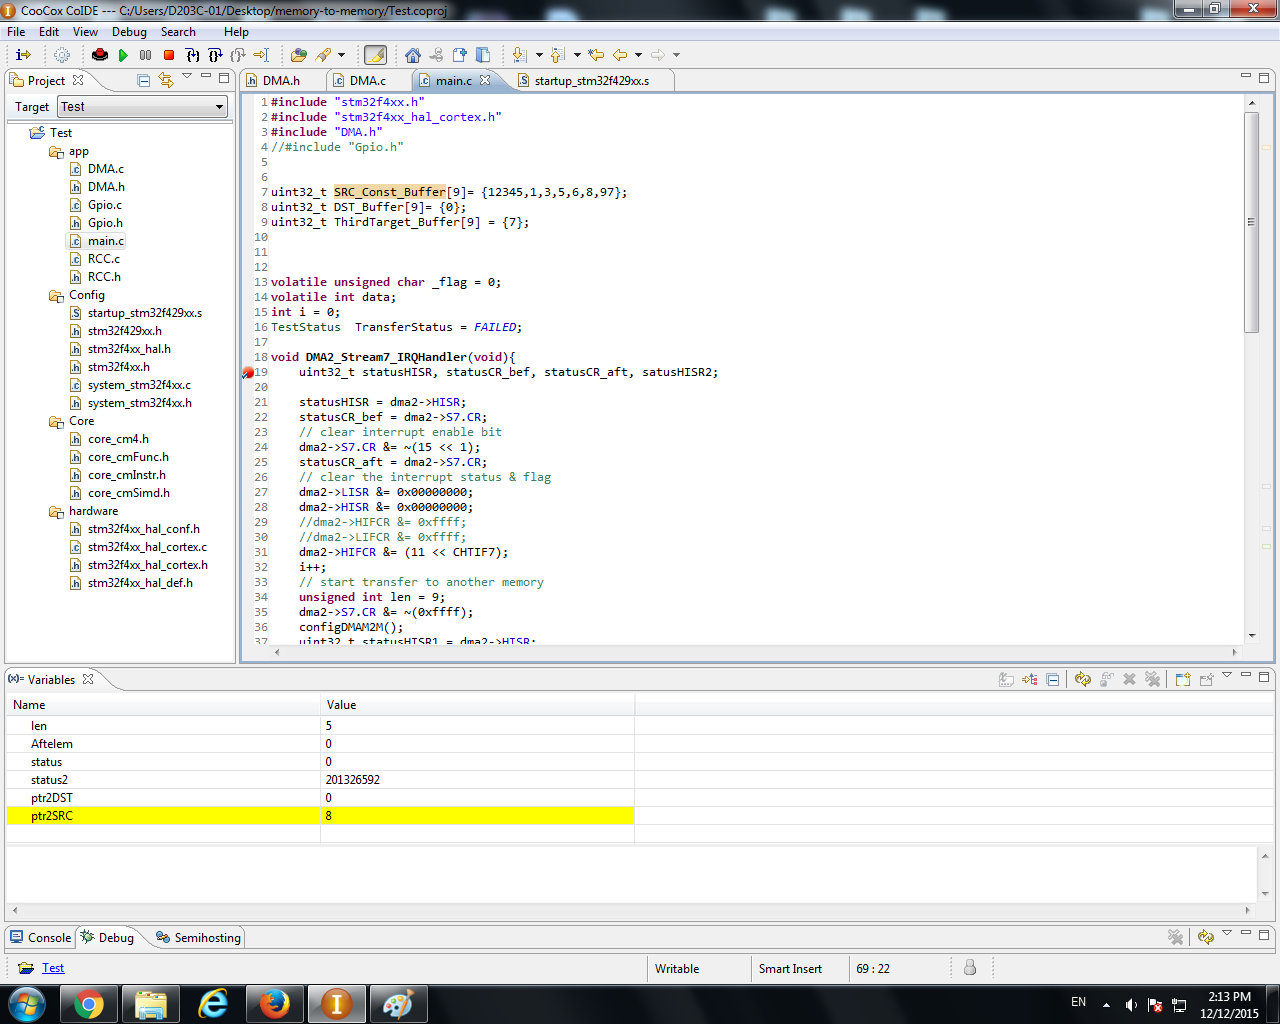 CooCox CoIDE --- C:/Users/D203C-01/Desktop/memory-to-memory/Test.coproj
File Edit View Debug Search Help
Project
Target Test
Test
app
DMA.c
DMA.h
Gpio.c
Gpio.h
main.c
RCC.c
RCC.h
Config
startup_stm32f429xx.s
stm32f429xx.h
stm32f4xx_hal.h
stm32f4xx.h
system_stm32f4xx.c
system_stm32f4xx.h
Core
core_cm4.h
core_cmFunc.h
core_cmInstr.h
core_cmSimd.h
hardware
stm32f4xx_hal_conf.h
stm32f4xx_hal_cortex.c
stm32f4xx_hal_cortex.h
stm32f4xx_hal_def.h
DMA.h DMA.c main.c startup_stm32f429xx.s
1 #include "stm32f4xx.h"
2 #include "stm32f4xx_hal_cortex.h"
3 #include "DMA.h"
4 //#include "Gpio.h"
5
6
7 uint32_t SRC_Const_Buffer[9]= {12345,1,3,5,6,8,97};
8 uint32_t DST_Buffer[9]= {0};
9 uint32_t ThirdTarget_Buffer[9] = {7};
10
11
12
13 volatile unsigned char _flag = 0;
14 volatile int data;
15 int i = 0;
16 TestStatus  TransferStatus = FAILED;
17
18 void DMA2_Stream7_IRQHandler(void){
19     uint32_t statusHISR, statusCR_bef, statusCR_aft, satusHISR2;
20
21     statusHISR = dma2->HISR;
22     statusCR_bef = dma2->S7.CR;
23     // clear interrupt enable bit
24     dma2->S7.CR &= ~(15 << 1);
25     statusCR_aft = dma2->S7.CR;
26     // clear the interrupt status & flag
27     dma2->LISR &= 0x00000000;
28     dma2->HISR &= 0x00000000;
29     //dma2->HIFCR &= 0xffff;
30     //dma2->LIFCR &= 0xffff;
31     dma2->HIFCR &= (11 << CHTIF7);
32     i++;
33     // start transfer to another memory
34     unsigned int len = 9;
35     dma2->S7.CR &= ~(0xffff);
36     configDMAM2M();
37     uint32_t statusHISR1 = dma2->HISR;
(x)= Variables
Name Value
len 5
Aftelem 0
status 0
status2 201326592
ptr2DST 0
ptr2SRC 8
Console Debug Semihosting
Test Writable Smart Insert 69 : 22
EN 2:13 PM
12/12/2015